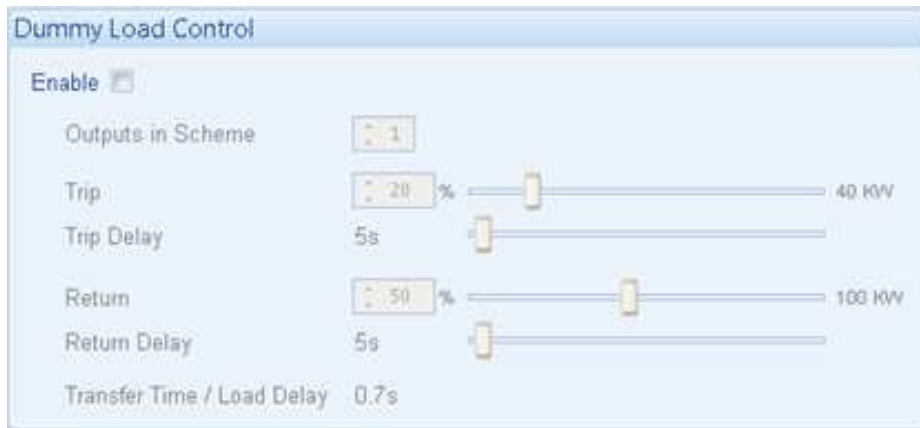 Dummy Load Control
Enable
Outputs in Scheme 1
Trip 20 % 40 KW
Trip Delay 5s
Return 50 % 100 KW
Return Delay 5s
Transfer Time / Load Delay 0.7s